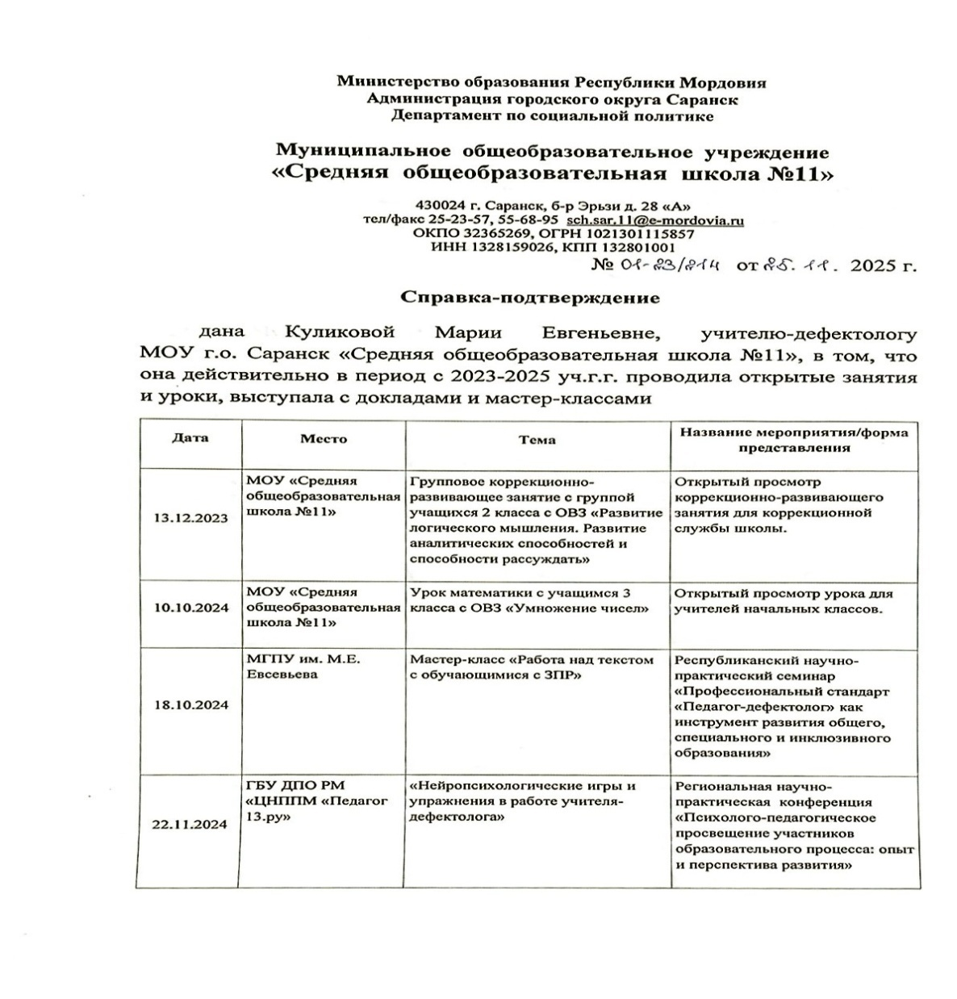 Министерство образования Республики Мордовия
Администрация городского округа Саранск
Департамент по социальной политике
Муниципальное общеобразовательное учреждение
«Средняя общеобразовательная школа №11»
430024 г. Саранск, б-р Эрьзи д. 28 «А»
тел/факс 25-23-57, 55-68-95 sch.sar.11@e-mordovia.ru
ОКПО 32365269, ОГРН 1021301115857
ИНН 1328159026, КПП 132801001
№ 01-23/214 от 25. 11. 2025 г.
Справка-подтверждение
дана Куликовой Марии Евгеньевне, учителю-дефектологу
МОУ г.о. Саранск «Средняя общеобразовательная школа №11», в том, что
она действительно в период с 2023-2025 уч.г.г. проводила открытые занятия
и уроки, выступала с докладами и мастер-классами
Дата
Место
Тема
Название мероприятия/форма
представления
13.12.2023
МОУ «Средняя
общеобразовательная
школа №11»
Групповое коррекционно-
развивающее занятие с группой
учащихся 2 класса с ОВЗ «Развитие
логического мышления. Развитие
аналитических способностей и
способности рассуждать»
Открытый просмотр
коррекционно-развивающего
занятия для коррекционной
службы школы.
10.10.2024
МОУ «Средняя
общеобразовательная
школа №11»
Урок математики с учащимся 3
класса с ОВЗ «Умножение чисел»
Открытый просмотр урока для
учителей начальных классов.
18.10.2024
МГПУ им. М.Е.
Евсевьева
Мастер-класс «Работа над текстом
с обучающимися с ЗПР»
Республиканский научно-
практический семинар
«Профессиональный стандарт
«Педагог-дефектолог» как
инструмент развития общего,
специального и инклюзивного
образования»
22.11.2024
ГБУ ДПО РМ
«ЦНППМ «Педагог
13.ру»
«Нейропсихологические игры и
упражнения в работе учителя-
дефектолога»
Региональная научно-
практическая конференция
«Психолого-педагогическое
просвещение участников
образовательного процесса: опыт
и перспектива развития»